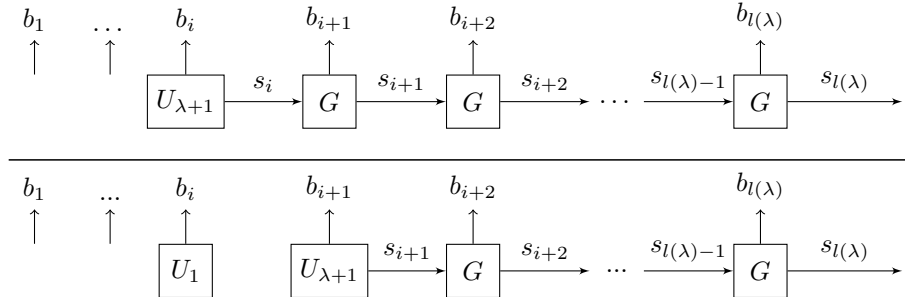 b_1 ... b_i b_{i+1} b_{i+2} b_{l(λ)}
U_{λ+1} s_i G s_{i+1} G s_{i+2} ... s_{l(λ)-1} G s_{l(λ)}
b_1 ... b_i b_{i+1} b_{i+2} b_{l(λ)}
U_1 U_{λ+1} s_{i+1} G s_{i+2} ... s_{l(λ)-1} G s_{l(λ)}